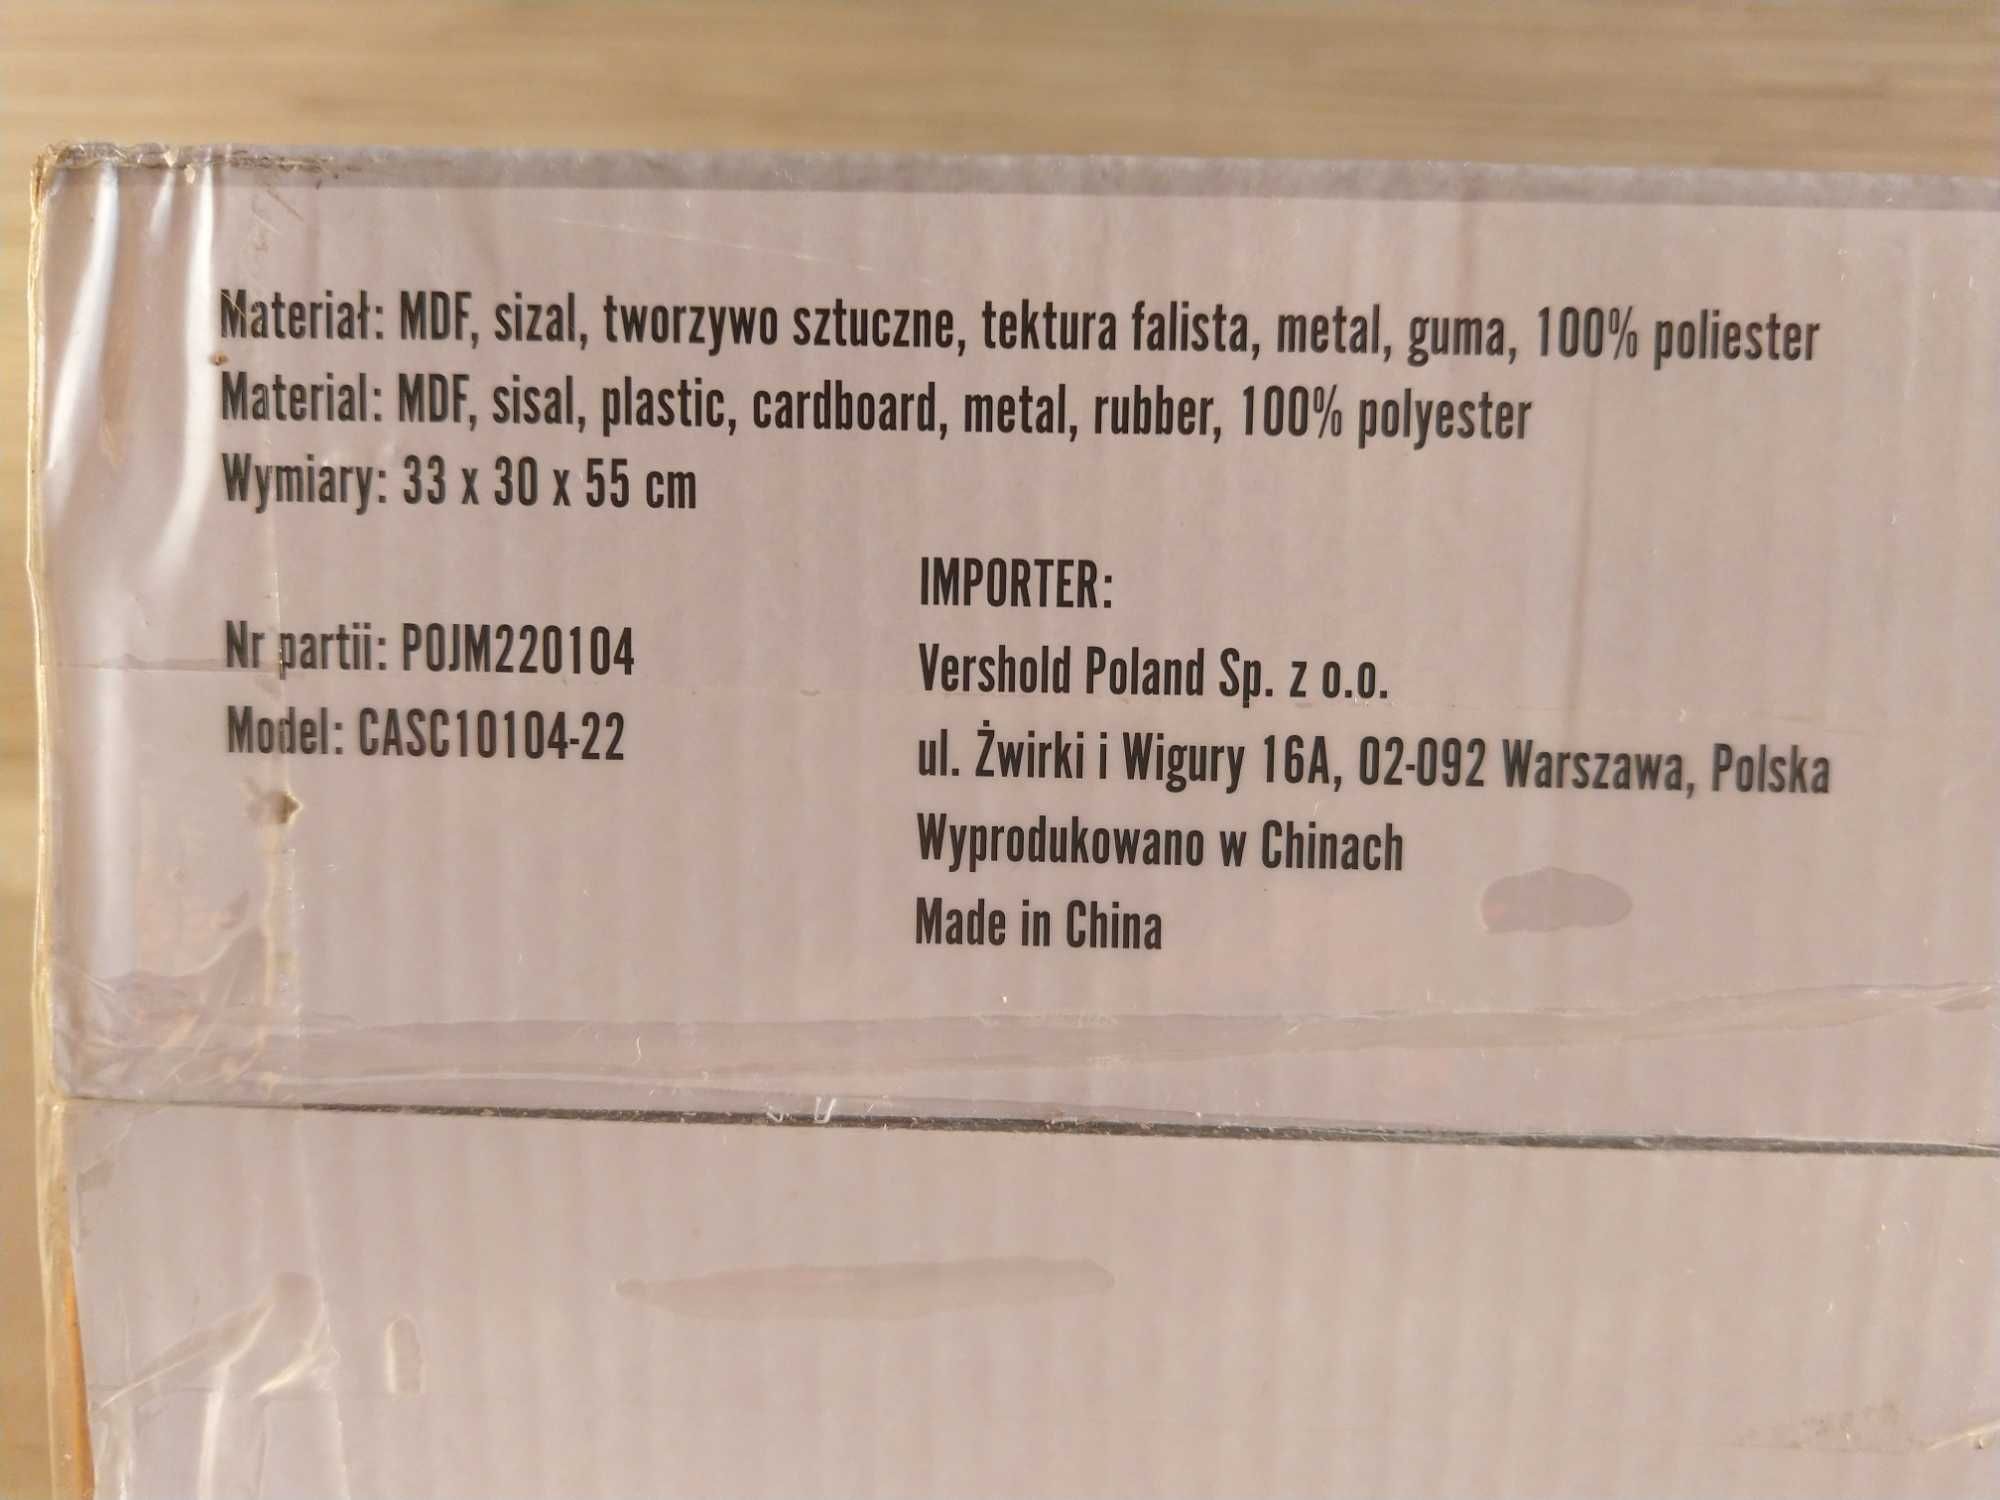 Materiał: MDF, sizal, tworzywo sztuczne, tektura falista, metal, guma, 100% poliester
Material: MDF, sisal, plastic, cardboard, metal, rubber, 100% polyester
Wymiary: 33 x 30 x 55 cm
Nr partii: POJM220104
Model: CASC10104-22
IMPORTER:
Vershold Poland Sp. z o.o.
ul. Żwirki i Wigury 16A, 02-092 Warszawa, Polska
Wyprodukowano w Chinach
Made in China